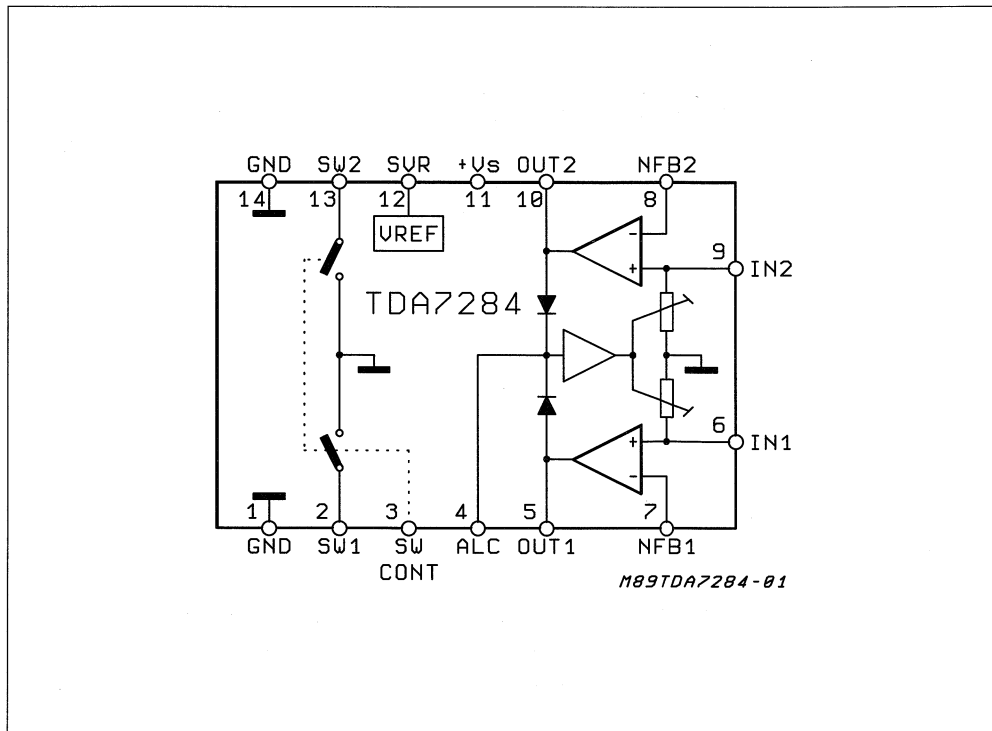 GND SW2 SVR +Vs OUT2 NFB2
14 13 12 11 10 8
VREF
- 
9
+ IN2
TDA7284
6
+ IN1
-
1 2 3 4 5 7
GND SW1 SW ALC OUT1 NFB1
CONT
M89TDA7284-01